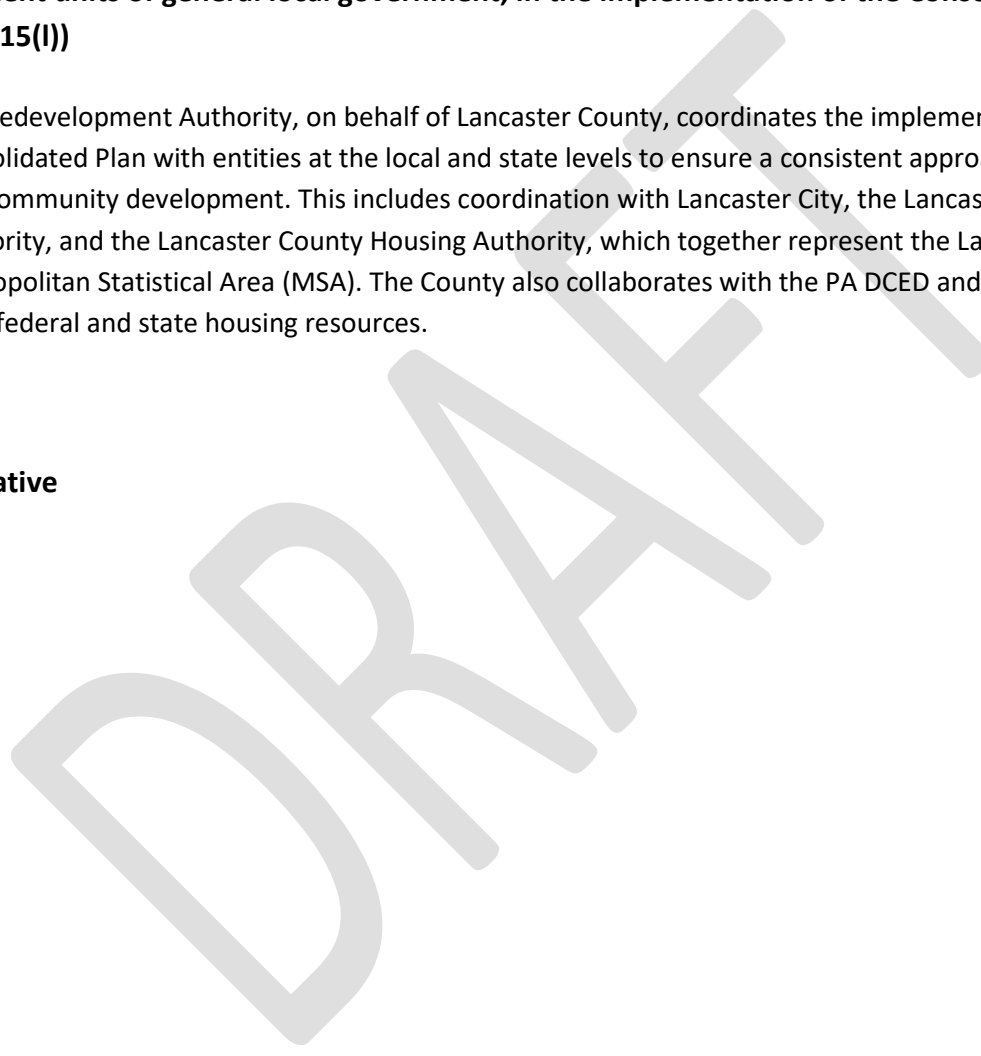 ent units of general local government, in the implementation of the Conso
15(l))
edevelopment Authority, on behalf of Lancaster County, coordinates the implemen
olidated Plan with entities at the local and state levels to ensure a consistent approa
ommunity development. This includes coordination with Lancaster City, the Lancas
ority, and the Lancaster County Housing Authority, which together represent the La
opolitan Statistical Area (MSA). The County also collaborates with the PA DCED and
federal and state housing resources.
ative
DRAFT